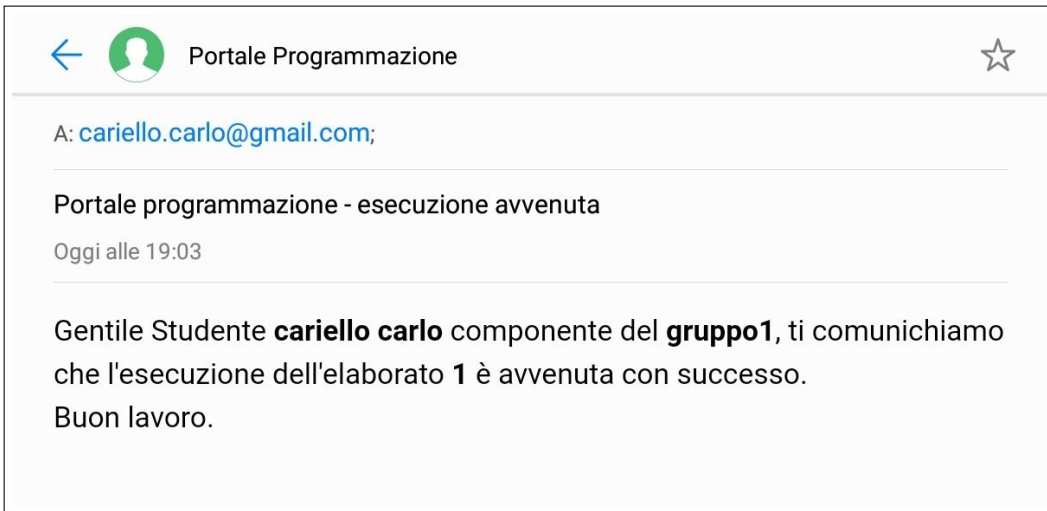 Portale Programmazione
A: cariello.carlo@gmail.com;
Portale programmazione - esecuzione avvenuta
Oggi alle 19:03
Gentile Studente cariello carlo componente del gruppo1, ti comunichiamo
che l'esecuzione dell'elaborato 1 è avvenuta con successo.
Buon lavoro.